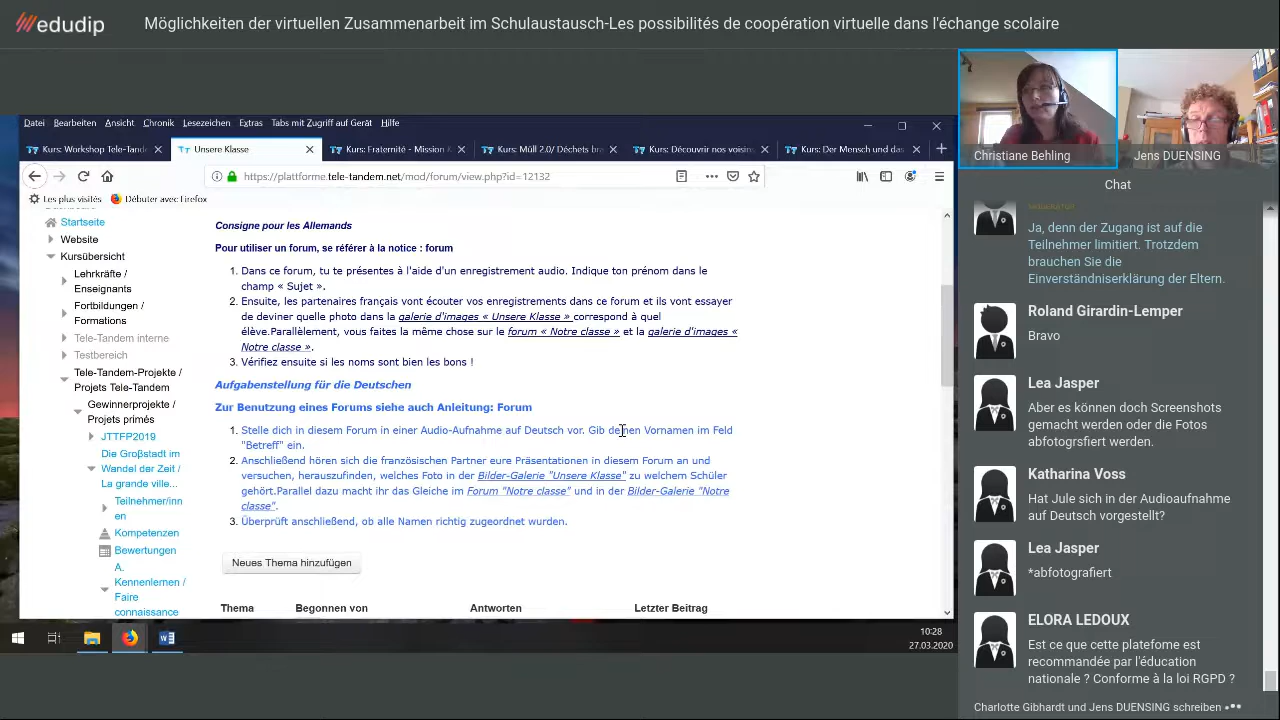 edudip
Möglichkeiten der virtuellen Zusammenarbeit im Schulaustausch-Les possibilités de coopération virtuelle dans l'échange scolaire
Datei Bearbeiten Ansicht Chronik Lesezeichen Extras Tabs mit Zugriff auf Gerät Hilfe
Kurs: Workshop Tele-Tand
Unsere Klasse
Kurs: Fraternité - Mission K
Kurs: Müll 2.0/ Déchets br
Kurs: Découvrir nos voisin
Kurs: Der Mensch und das
https://plattforme.tele-tandem.net/mod/forum/view.php?id=12132
Les plus visités Débuter avec Firefox
Startseite
Website
Kursübersicht
Lehrkräfte /
Enseignants
Fortbildungen /
Formations
Tele-Tandem interne
Testbereich
Tele-Tandem-Projekte /
Projets Tele-Tandem
Gewinnerprojekte /
Projets primés
JTTFP2019
Die Großstadt im
Wandel der Zeit /
La grande ville...
Teilnehmer/inn
en
Kompetenzen
Bewertungen
A.
Kennenlernen /
Faire
connaissance
Consigne pour les Allemands
Pour utiliser un forum, se référer à la notice : forum
1. Dans ce forum, tu te présentes à l'aide d'un enregistrement audio. Indique ton prénom dans le
champ « Sujet ».
2. Ensuite, les partenaires français vont écouter vos enregistrements dans ce forum et ils vont essayer
de deviner quelle photo dans la galerie d'images « Unsere Klasse » correspond à quel
élève.Parallèlement, vous faites la même chose sur le forum « Notre classe » et la galerie d'images «
Notre classe ».
3. Vérifiez ensuite si les noms sont bien les bons !
Aufgabenstellung für die Deutschen
Zur Benutzung eines Forums siehe auch Anleitung: Forum
1. Stelle dich in diesem Forum in einer Audio-Aufnahme auf Deutsch vor. Gib deinen Vornamen im Feld
"Betreff" ein.
2. Anschließend hören sich die französischen Partner eure Präsentationen in diesem Forum an und
versuchen, herauszufinden, welches Foto in der Bilder-Galerie "Unsere Klasse" zu welchem Schüler
gehört.Parallel dazu macht ihr das Gleiche im Forum "Notre classe" und in der Bilder-Galerie "Notre
classe".
3. Überprüft anschließend, ob alle Namen richtig zugeordnet wurden.
Neues Thema hinzufügen
Thema Begonnen von Antworten Letzter Beitrag
10:28
27.03.2020
Christiane Behling
Jens DUENSING
Chat
Ja, denn der Zugang ist auf die
Teilnehmer limitiert. Trotzdem
brauchen Sie die
Einverständniserklärung der Eltern.
Roland Girardin-Lemper
Bravo
Lea Jasper
Aber es können doch Screenshots
gemacht werden oder die Fotos
abfotogrsfiert werden.
Katharina Voss
Hat Jule sich in der Audioaufnahme
auf Deutsch vorgestellt?
Lea Jasper
*abfotografiert
ELORA LEDOUX
Est ce que cette platefome est
recommandée par l'éducation
nationale ? Conforme à la loi RGPD ?
Charlotte Gibhardt und Jens DUENSING schreiben